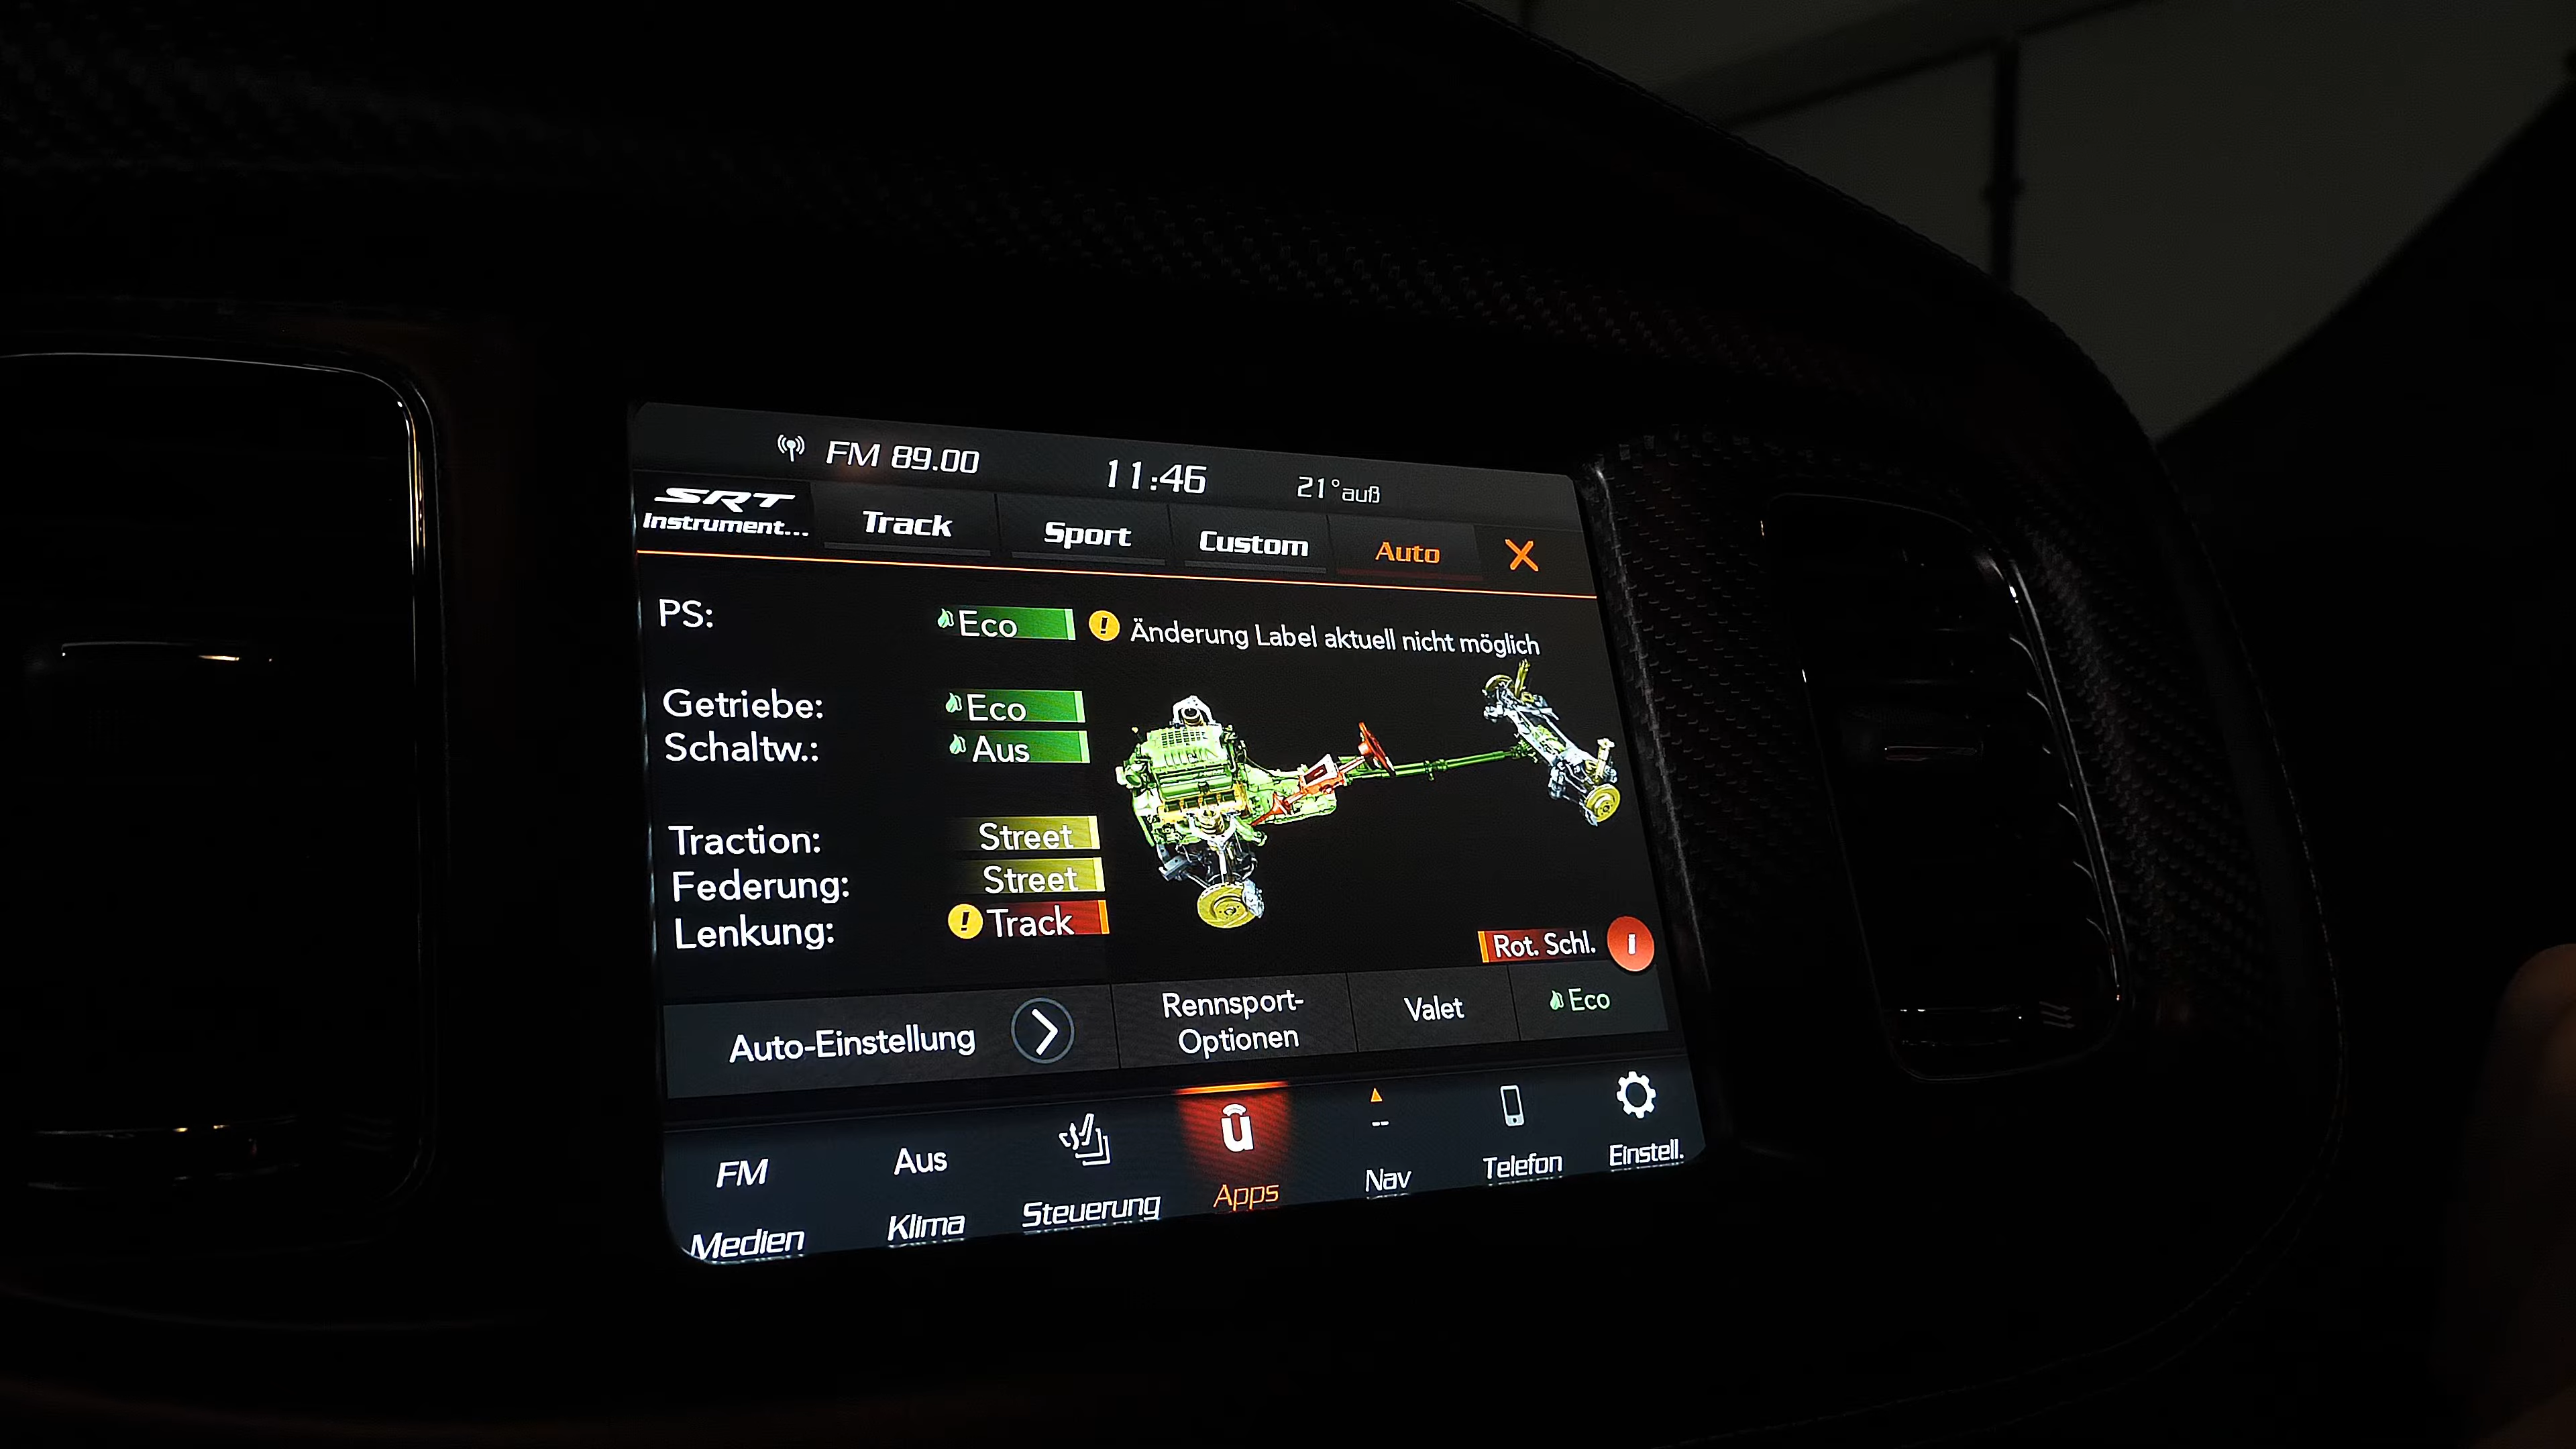 FM 89.00
11:46
21°auß
SRT
Instrument...
Track
Sport
Custom
Auto
PS:
Eco
! Änderung Label aktuell nicht möglich
Getriebe:
Eco
Schaltw.:
Aus
Traction:
Street
Federung:
Street
Lenkung:
! Track
Rot. Schl.
Auto-Einstellung
Rennsport-
Optionen
Valet
Eco
FM
Medien
Aus
Klima
Steuerung
û
Apps
--
Nav
Telefon
Einstell.